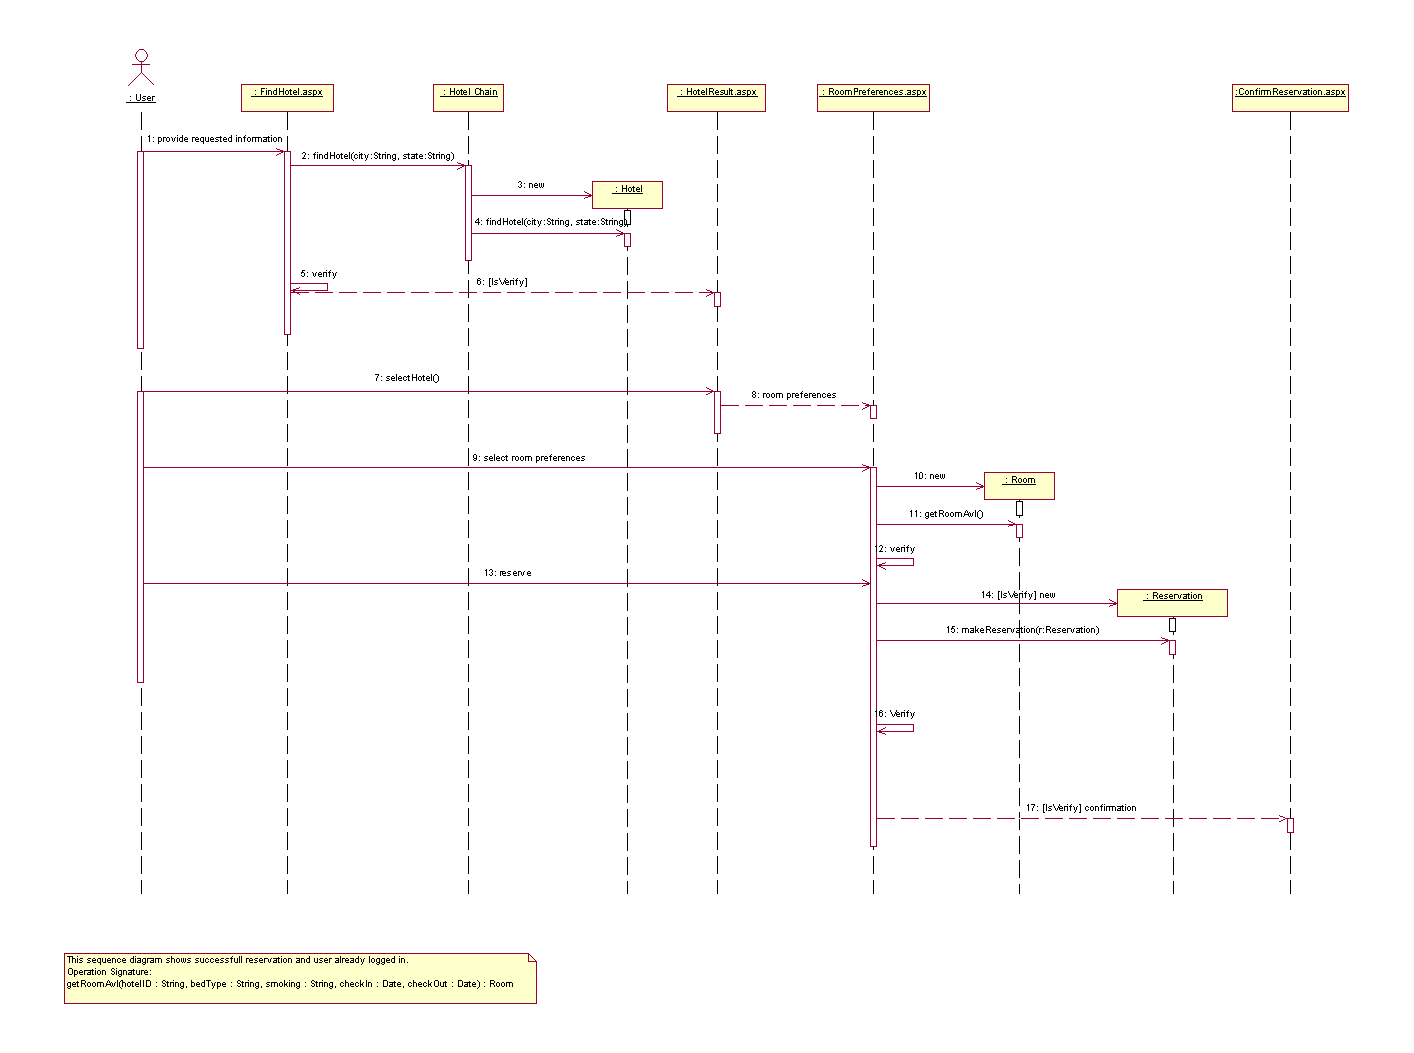 : User
: FindHotel.aspx
: Hotel Chain
: HotelResult.aspx
: RoomPreferences.aspx
:ConfirmReservation.aspx
1: provide requested information
2: findHotel(city:String, state:String)
3: new
: Hotel
4: findHotel(city:String, state:String)
5: verify
6: [IsVerify]
7: selectHotel()
8: room preferences
9: select room preferences
10: new
: Room
11: getRoomAvl()
12: verify
13: reserve
14: [IsVerify] new
: Reservation
15: makeReservation(r:Reservation)
16: Verify
17: [IsVerify] confirmation
This sequence diagram shows successfull reservation and user already logged in.
Operation Signature:
getRoomAvl(hotelID : String, bedType : String, smoking : String, checkIn : Date, checkOut : Date) : Room